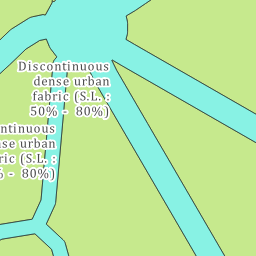 Discontinuous
dense urban
fabric (S.L. :
50% - 80%)
ntinuous
se urban
ric (S.L. :
% - 80%)